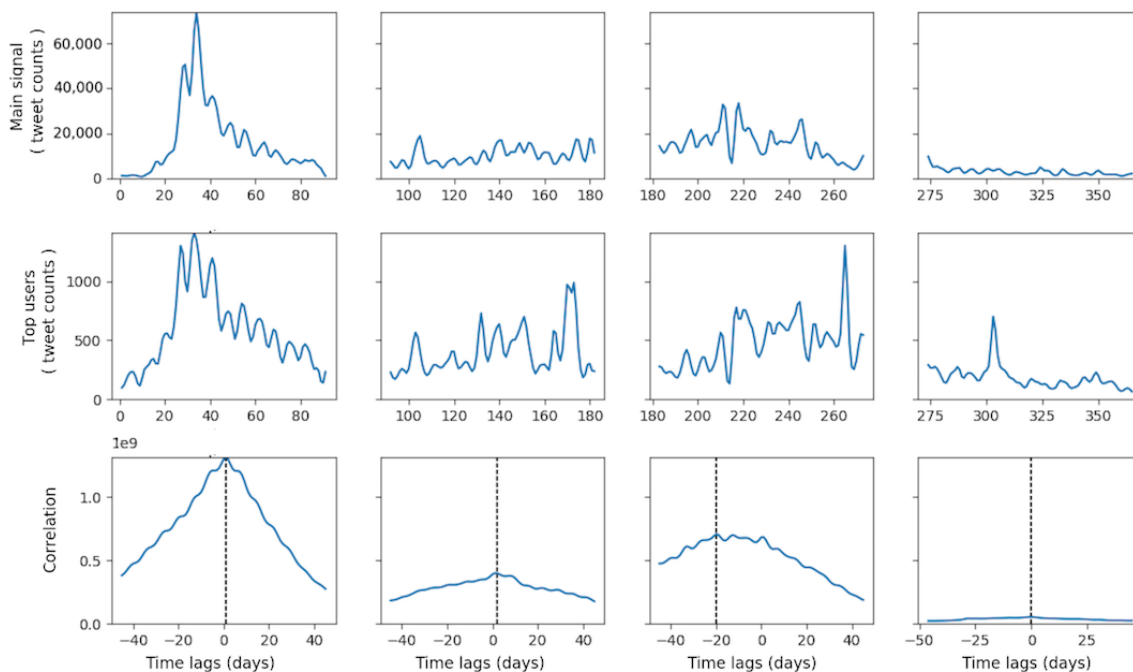 Main signal
( tweet counts )
60,000
40,000
20,000
0
0 20 40 60 80
100 120 140 160 180
180 200 220 240 260
275 300 325 350
Top users
( tweet counts )
1000
500
0
0 20 40 60 80
100 120 140 160 180
180 200 220 240 260
275 300 325 350
1e9
Correlation
1.0
0.5
0.0
−40 −20 0 20 40
−40 −20 0 20 40
−40 −20 0 20 40
−50 −25 0 25
Time lags (days)
Time lags (days)
Time lags (days)
Time lags (days)